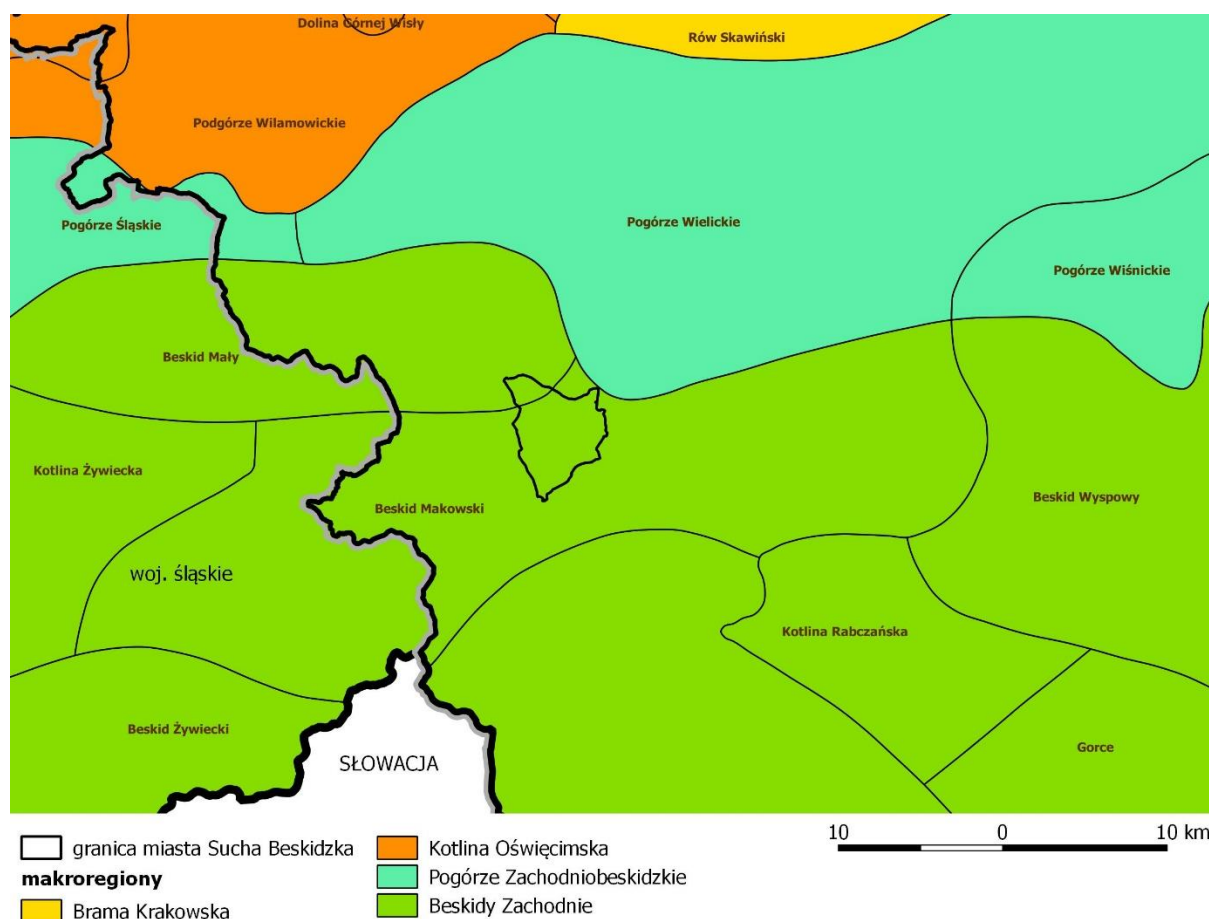 Dolina Górnej Wisły
Rów Skawiński
Podgórze Wilamowickie
Pogórze Śląskie
Pogórze Wielickie
Pogórze Wiśnickie
Beskid Mały
Kotlina Żywiecka
Beskid Makowski
Beskid Wyspowy
woj. śląskie
Kotlina Rabczańska
Beskid Żywiecki
Gorce
SŁOWACJA
10 0 10 km
granica miasta Sucha Beskidzka
makroregiony
Brama Krakowska
Kotlina Oświęcimska
Pogórze Zachodniobeskidzkie
Beskidy Zachodnie